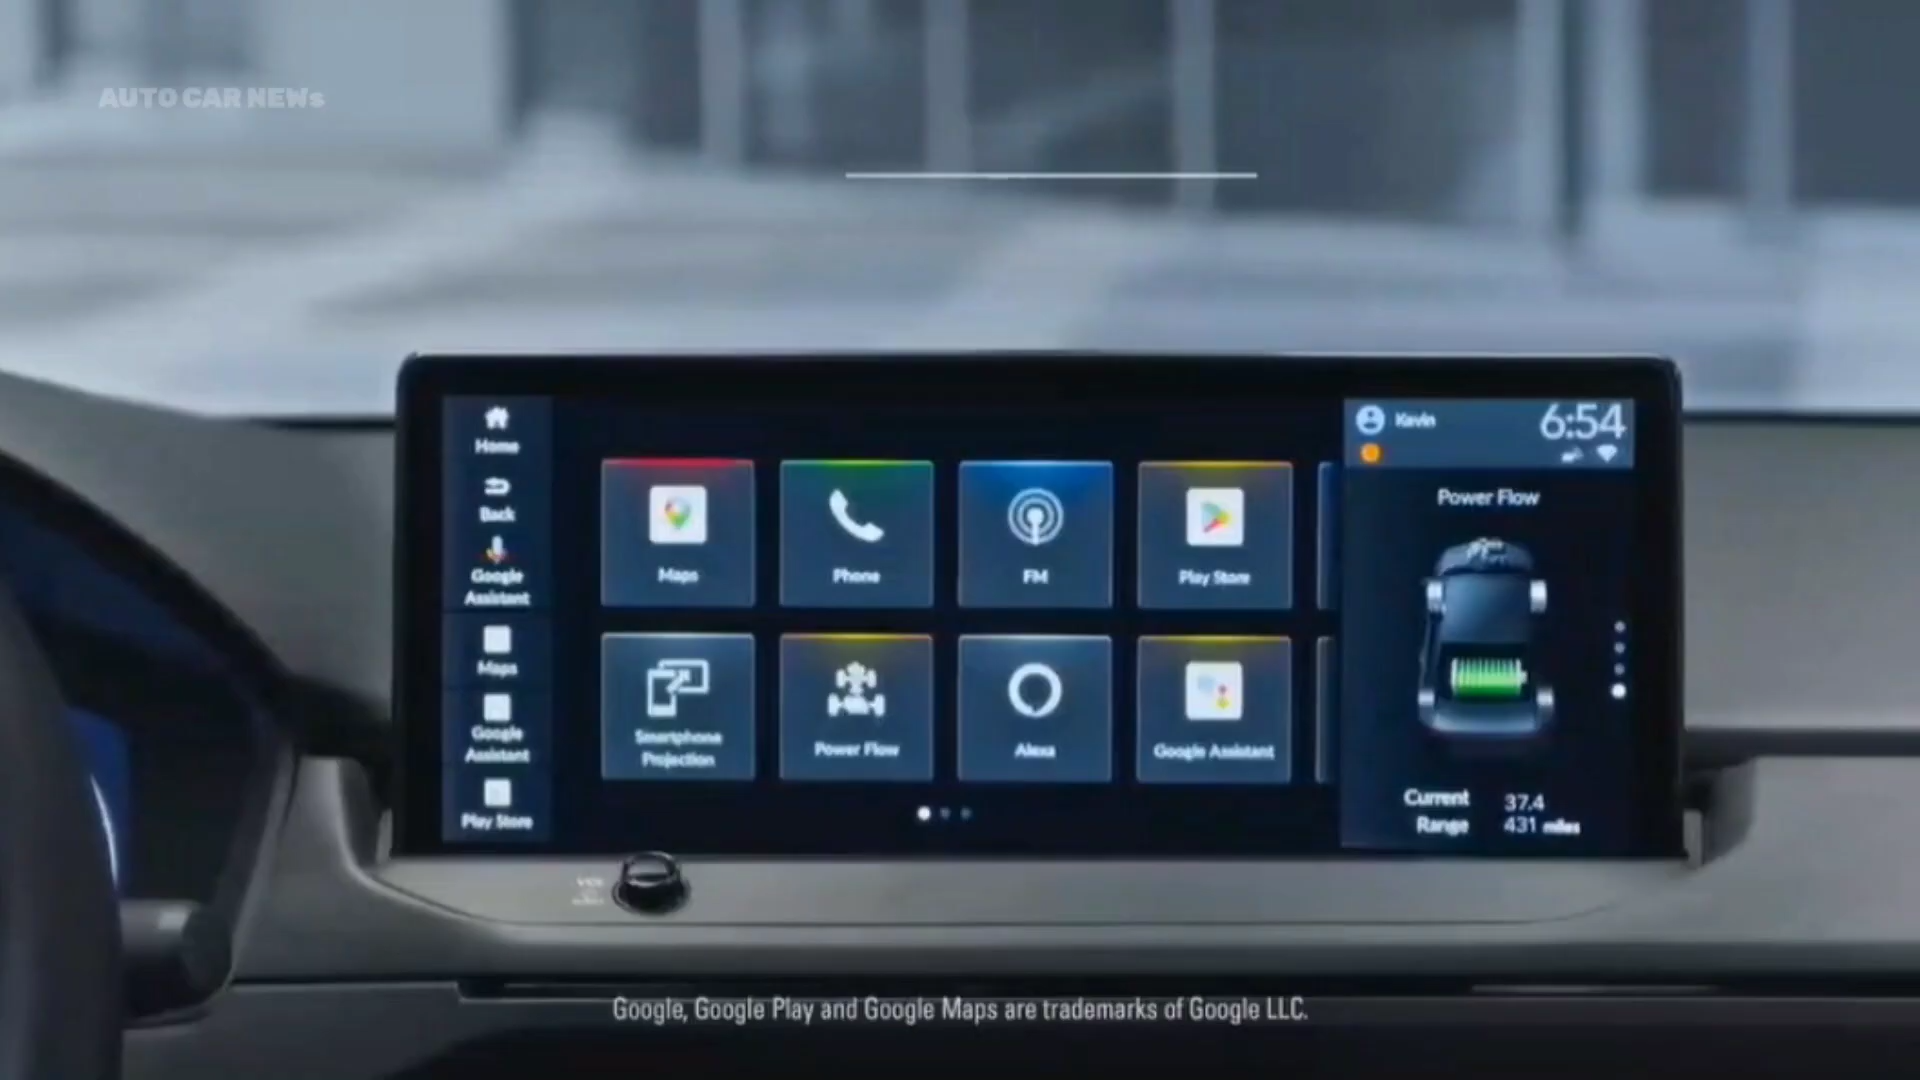 AUTO CAR NEWs
Home
Back
Google
Assistant
Maps
Google
Assistant
Play Store
Maps
Phone
FM
Play Store
Smartphone
Projection
Power Flow
Alexa
Google Assistant
Kevin
6:54
Power Flow
Current 37.4
Range 431 miles
Google, Google Play and Google Maps are trademarks of Google LLC.